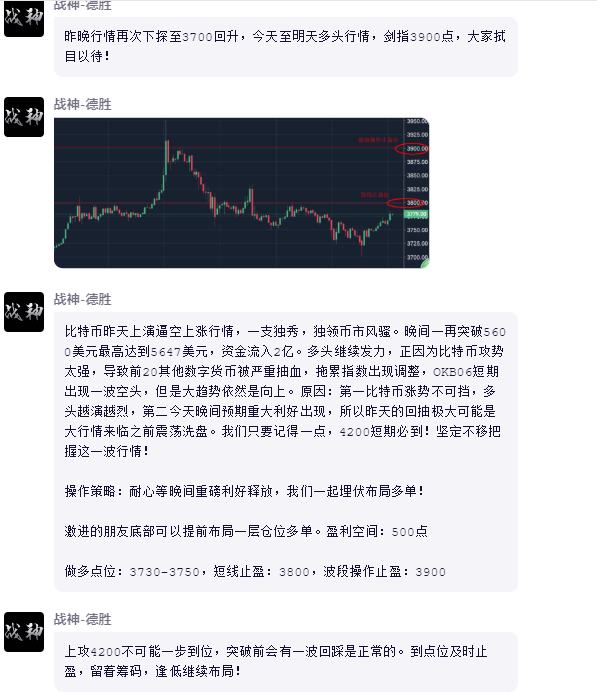 战神-德胜
昨晚行情再次下探至3700回升，今天至明天多头行情，剑指3900点，大家拭
目以待！
战神-德胜
3950.00
3900.00
3875.00
3850.00
3825.00
3800.00
3775.00
3750.00
3725.00
3700.00
战神-德胜
比特币昨天上演逼空上涨行情，一支独秀，独领币市风骚。晚间一再突破560
0美元最高达到5647美元，资金流入2亿。多头继续发力，正因为比特币攻势
太强，导致前20其他数字货币被严重抽血，拖累指数出现调整，OKB06短期
出现一波空头，但是大趋势依然是向上。原因：第一比特币涨势不可挡，多
头越演越烈，第二今天晚间预期重大利好出现，所以昨天的回抽极大可能是
大行情来临之前震荡洗盘。我们只要记得一点，4200短期必到！坚定不移把
握这一波行情！
操作策略：耐心等晚间重磅利好释放，我们一起埋伏布局多单！
激进的朋友底部可以提前布局一层仓位多单。盈利空间：500点
做多点位：3730-3750，短线止盈：3800，波段操作止盈：3900
战神-德胜
上攻4200不可能一步到位，突破前会有一波回踩是正常的。到点位及时止
盈，留着筹码，逢低继续布局！